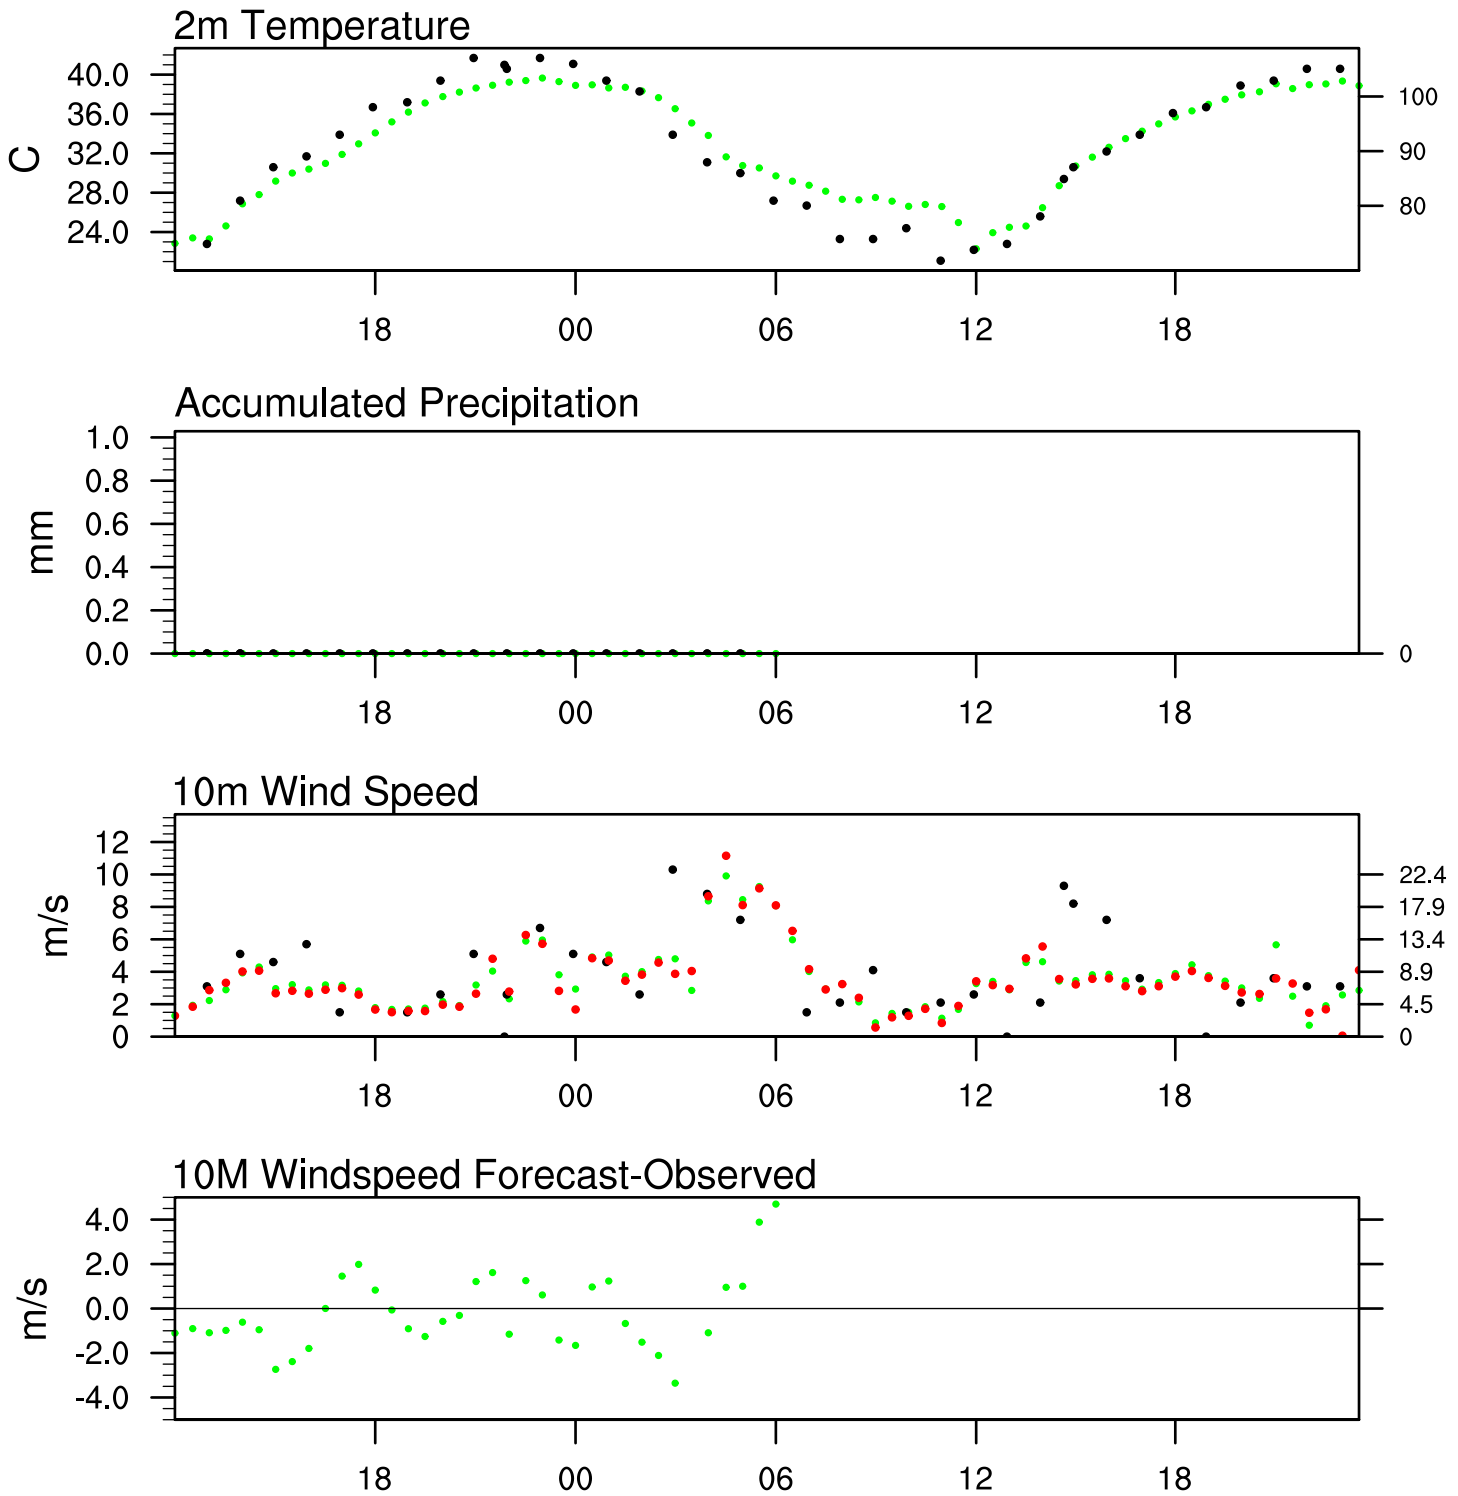 2m Temperature
C
40.0
36.0
32.0
28.0
24.0
100
90
80
18 00 06 12 18
Accumulated Precipitation
mm
1.0
0.8
0.6
0.4
0.2
0.0
0
18 00 06 12 18
10m Wind Speed
m/s
12
10
8
6
4
2
0
22.4
17.9
13.4
8.9
4.5
0
18 00 06 12 18
10M Windspeed Forecast-Observed
m/s
4.0
2.0
0.0
-2.0
-4.0
18 00 06 12 18